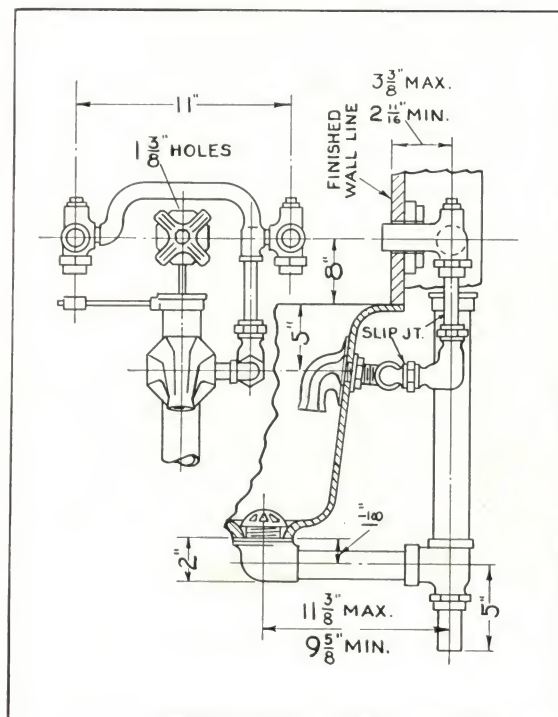 11"
1 3/8" HOLES
3 3/8" MAX.
2 11/16" MIN.
FINISHED
WALL LINE
8"
5"
SLIP JT.
2"
11 3/8" MAX.
9 5/8" MIN.
5"